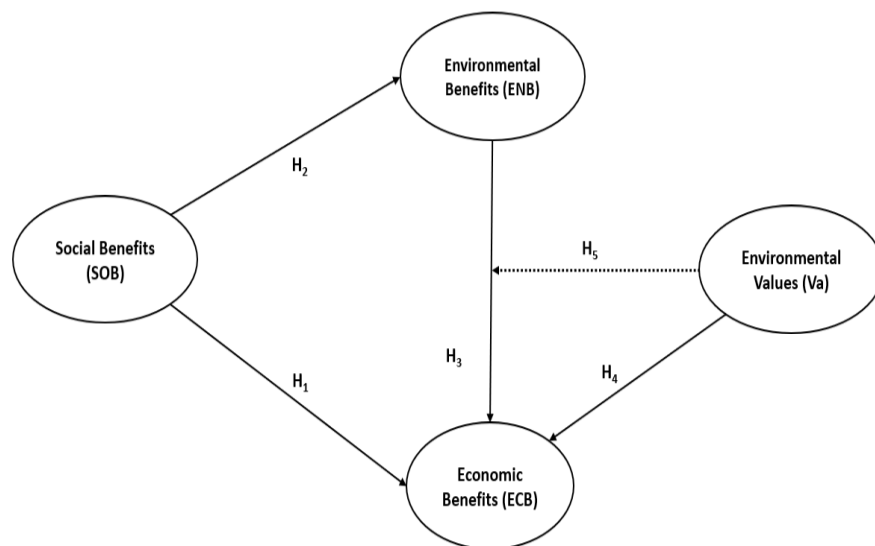 Environmental
Benefits (ENB)
H₂
Social Benefits
(SOB)
H₅
Environmental
Values (Va)
H₃
H₄
H₁
Economic
Benefits (ECB)